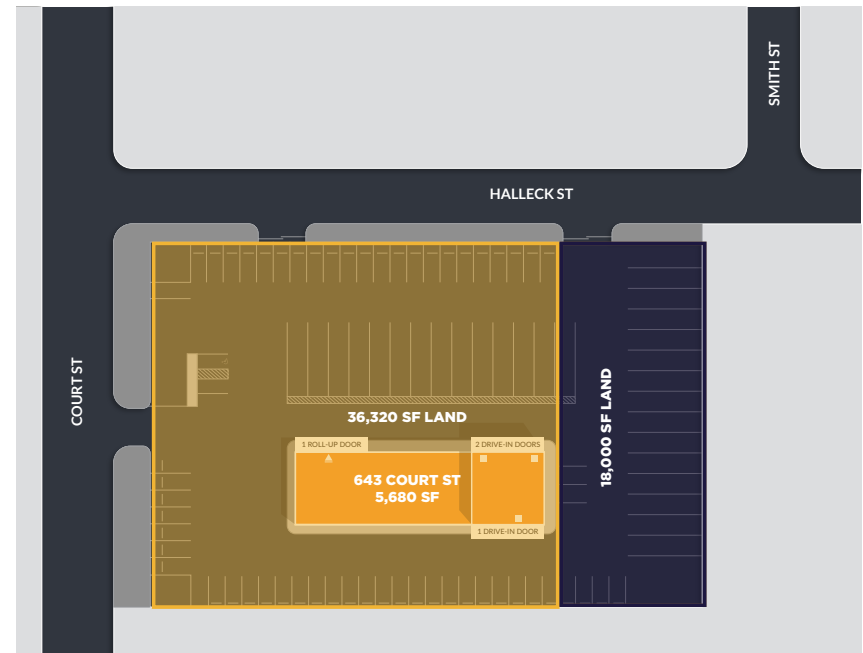 SMITH ST
HALLECK ST
COURT ST
36,320 SF LAND
18,000 SF LAND
1 ROLL-UP DOOR
2 DRIVE-IN DOORS
643 COURT ST
5,680 SF
1 DRIVE-IN DOOR